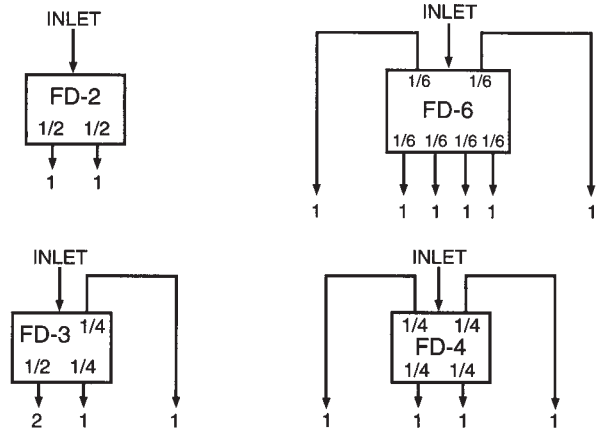 INLET
FD-2
1/2 1/2
1 1
INLET
1/6 1/6
FD-6
1/6 1/6 1/6 1/6
1 1 1 1 1 1
INLET
1/4
FD-3
1/2 1/4
2 1 1
INLET
1/4 1/4
FD-4
1/4 1/4
1 1 1 1